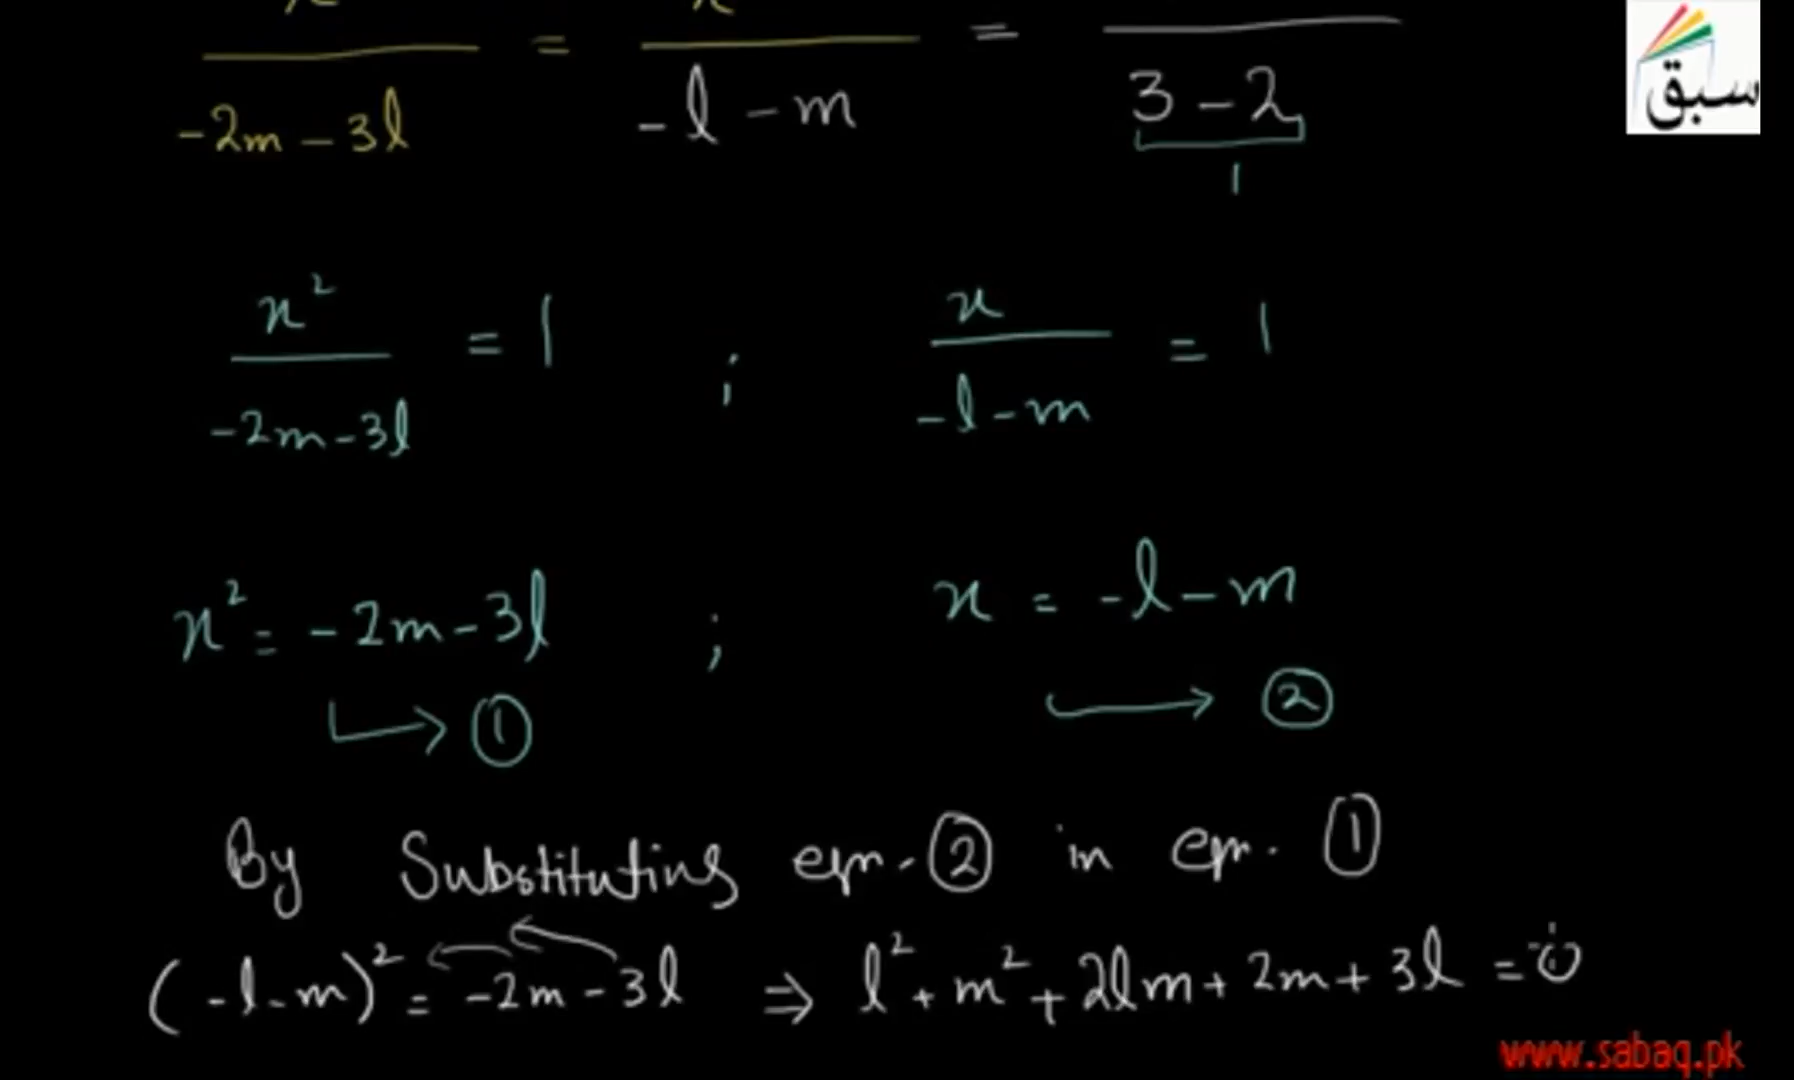 = =
-2m - 3l -l - m 3 - 2
1
سبق
x² / -2m - 3l = 1 ; x / -l - m = 1
x² = -2m - 3l ; x = -l - m
→ ① → ②
By Substituting eqn. ② in eqn. ①
(-l - m)² = -2m - 3l ⇒ l² + m² + 2lm + 2m + 3l = 0
www.sabaq.pk